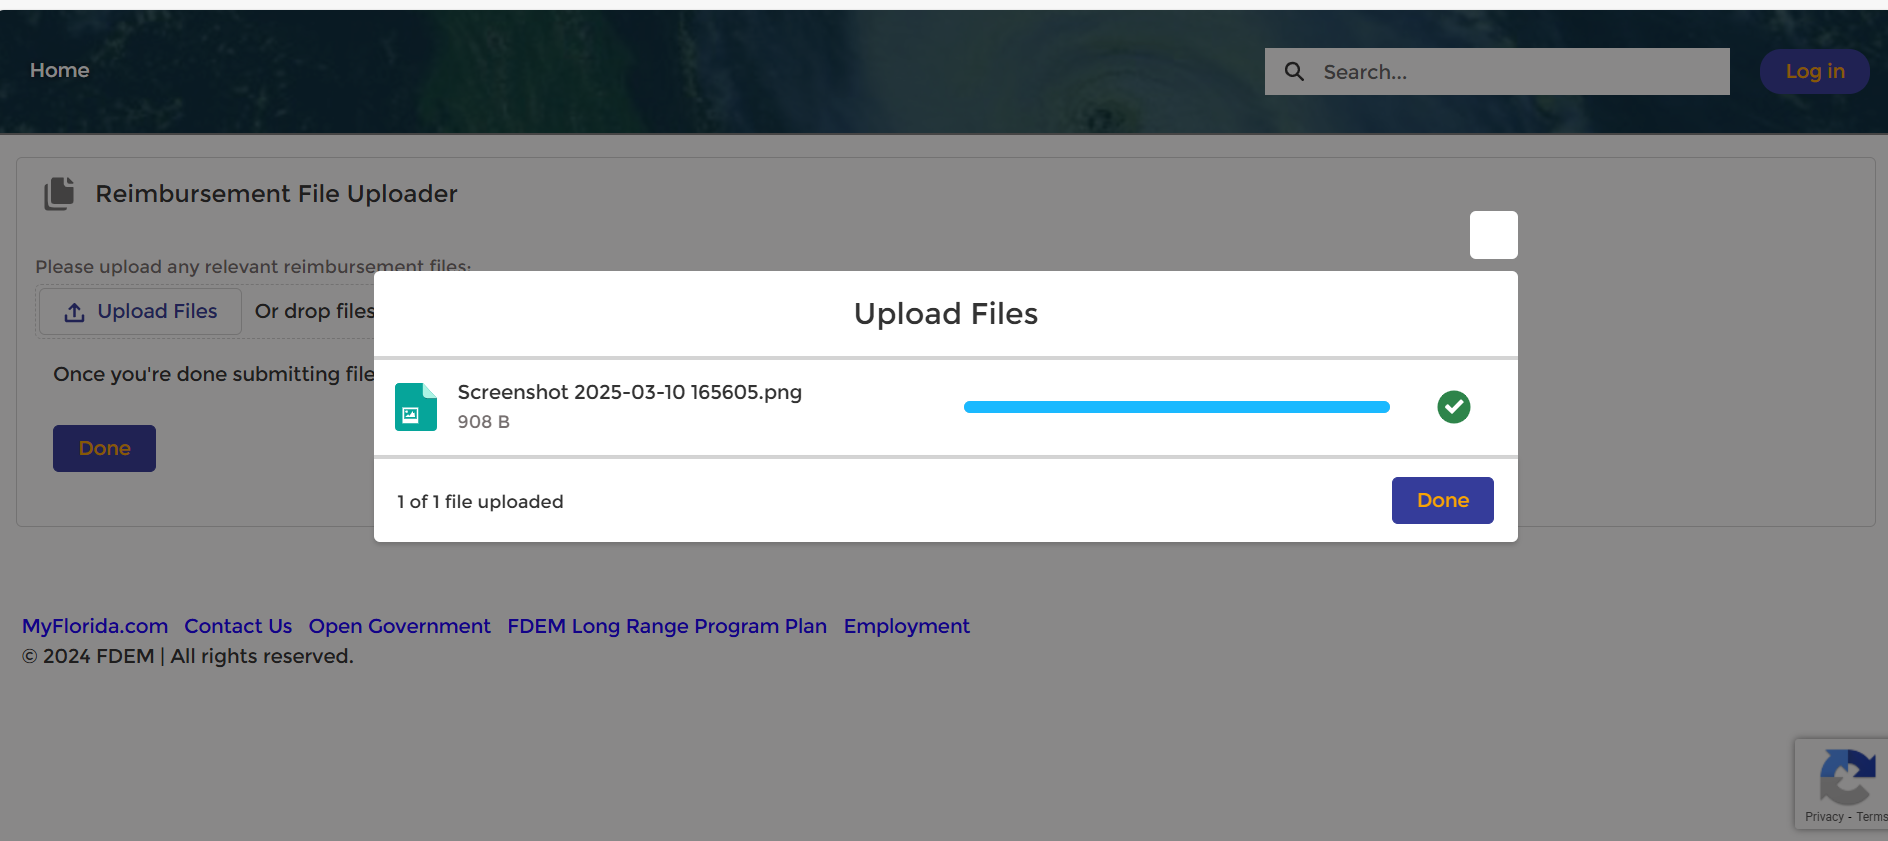 Home
Search...
Log in
Reimbursement File Uploader
Please upload any relevant reimbursement files:
Upload Files
Or drop files
Once you're done submitting file
Done
Upload Files
Screenshot 2025-03-10 165605.png
908 B
1 of 1 file uploaded
Done
MyFlorida.com Contact Us Open Government FDEM Long Range Program Plan Employment
© 2024 FDEM | All rights reserved.
Privacy - Terms